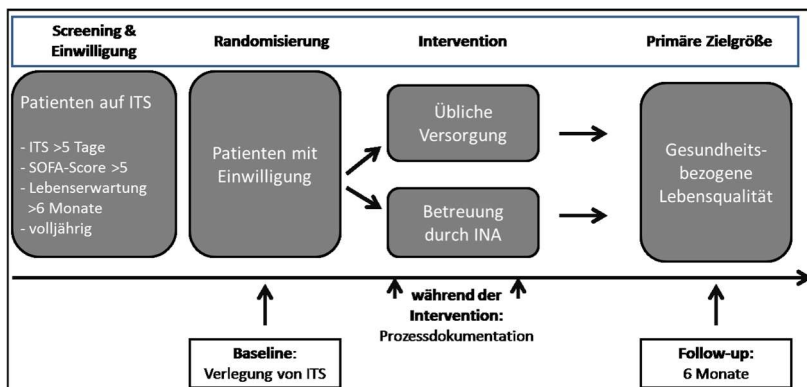 Screening &
Einwilligung
Randomisierung
Intervention
Primäre Zielgröße
Patienten auf ITS
- ITS >5 Tage
- SOFA-Score >5
- Lebenserwartung
>6 Monate
- volljährig
Patienten mit
Einwilligung
Übliche
Versorgung
Betreuung
durch INA
Gesundheits-
bezogene
Lebensqualität
während der
Intervention:
Prozessdokumentation
Baseline:
Verlegung von ITS
Follow-up:
6 Monate